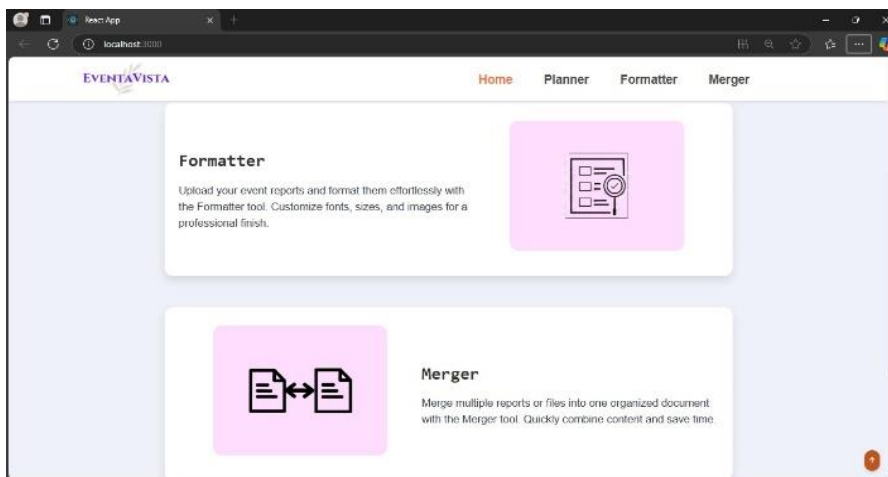 React App
localhost:3000
EVENTAVISTA
Home Planner Formatter Merger
Formatter
Upload your event reports and format them effortlessly with
the Formatter tool. Customize fonts, sizes, and images for a
professional finish.
Merger
Merge multiple reports or files into one organized document
with the Merger tool. Quickly combine content and save time.